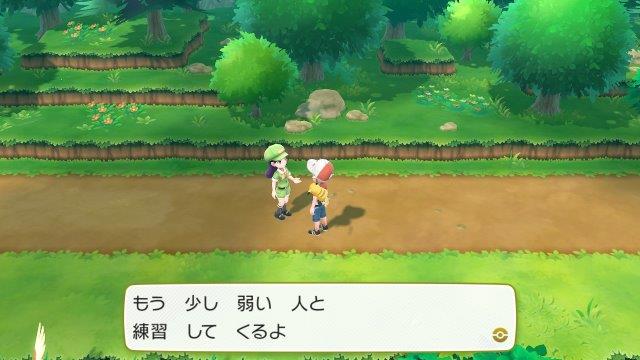 もう 少し 弱い 人と
練習 して くるよ